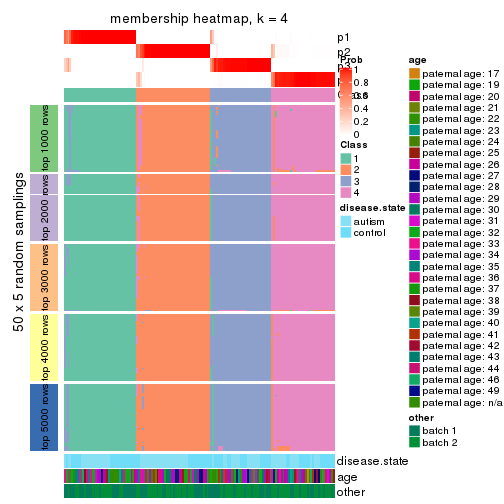 membership heatmap, k = 4
p1
p2
p3
50 x 5 random samplings
top 1000 rows
top 2000 rows
top 3000 rows
top 4000 rows
top 5000 rows
disease.state
age
other
Prob
1
0.8
0.6
0.4
0.2
0
Class
1
2
3
4
disease.state
autism
control
age
paternal age: 17
paternal age: 19
paternal age: 20
paternal age: 21
paternal age: 22
paternal age: 23
paternal age: 24
paternal age: 25
paternal age: 26
paternal age: 27
paternal age: 28
paternal age: 29
paternal age: 30
paternal age: 31
paternal age: 32
paternal age: 33
paternal age: 34
paternal age: 35
paternal age: 36
paternal age: 37
paternal age: 38
paternal age: 39
paternal age: 40
paternal age: 41
paternal age: 42
paternal age: 43
paternal age: 44
paternal age: 46
paternal age: 49
paternal age: n/a
other
batch 1
batch 2